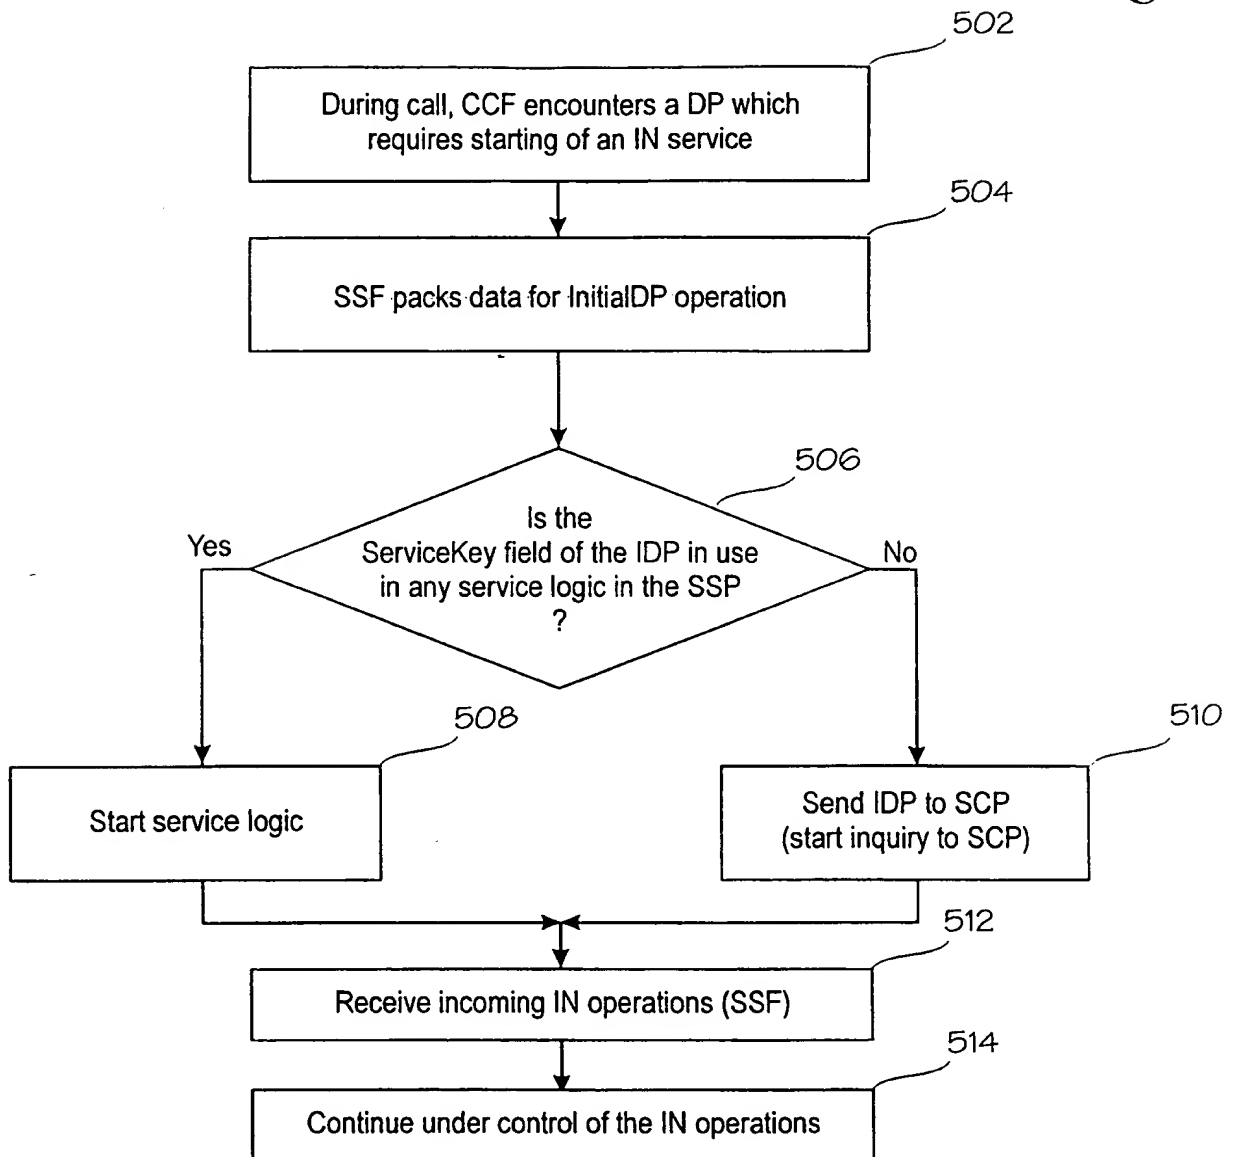 502
During call, CCF encounters a DP which
requires starting of an IN service
504
SSF packs data for InitialDP operation
506
Is the
ServiceKey field of the IDP in use
in any service logic in the SSP
?
Yes
No
508
Start service logic
510
Send IDP to SCP
(start inquiry to SCP)
512
Receive incoming IN operations (SSF)
514
Continue under control of the IN operations